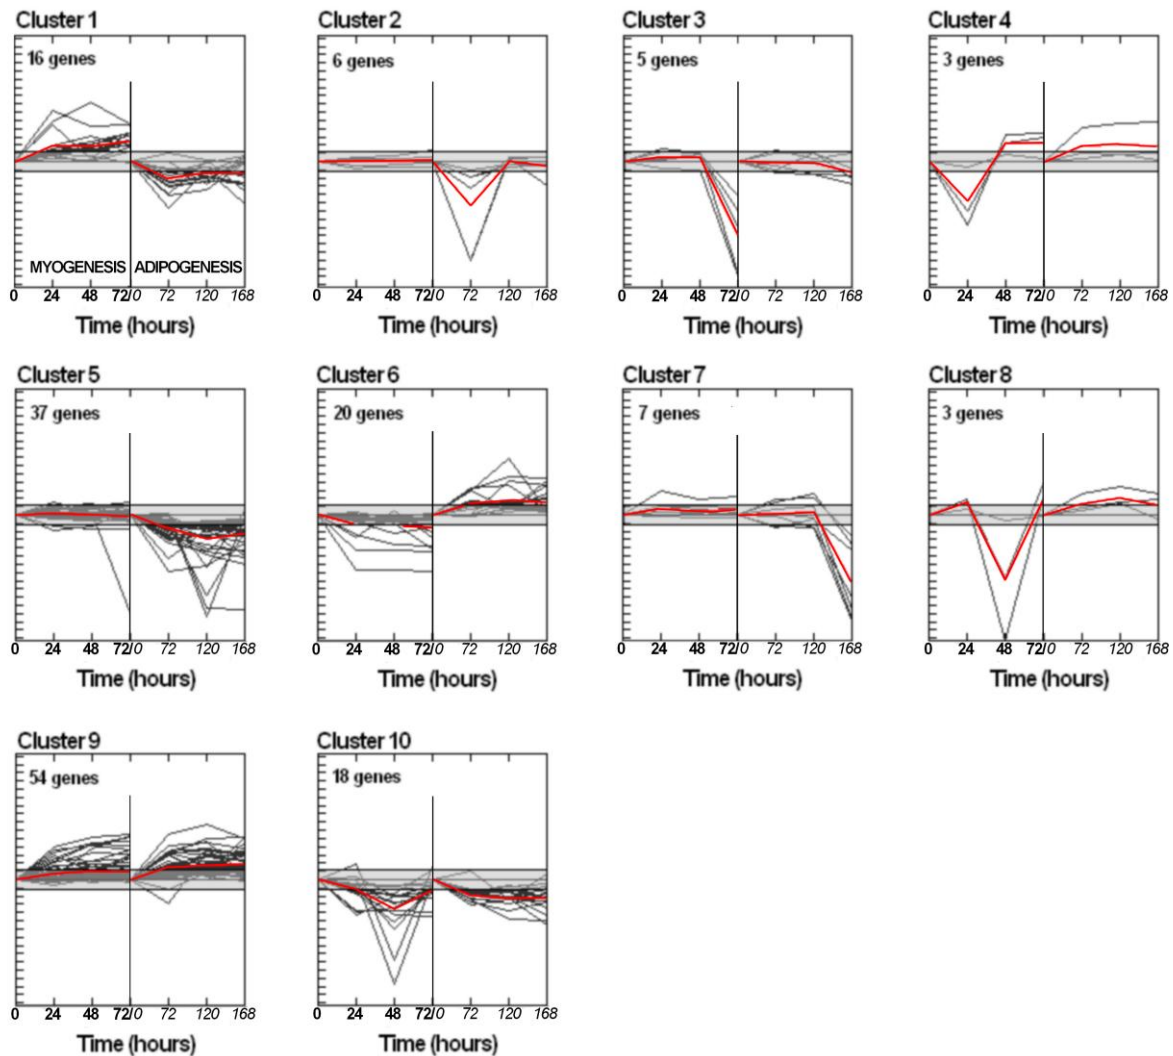 Cluster 1
16 genes
MYOGENESIS ADIPOGENESIS
0 24 48 72/0 72 120 168
Time (hours)
Cluster 2
6 genes
0 24 48 72/0 72 120 168
Time (hours)
Cluster 3
5 genes
0 24 48 72/0 72 120 168
Time (hours)
Cluster 4
3 genes
0 24 48 72/0 72 120 168
Time (hours)
Cluster 5
37 genes
0 24 48 72/0 72 120 168
Time (hours)
Cluster 6
20 genes
0 24 48 72/0 72 120 168
Time (hours)
Cluster 7
7 genes
0 24 48 72/0 72 120 168
Time (hours)
Cluster 8
3 genes
0 24 48 72/0 72 120 168
Time (hours)
Cluster 9
54 genes
0 24 48 72/0 72 120 168
Time (hours)
Cluster 10
18 genes
0 24 48 72/0 72 120 168
Time (hours)